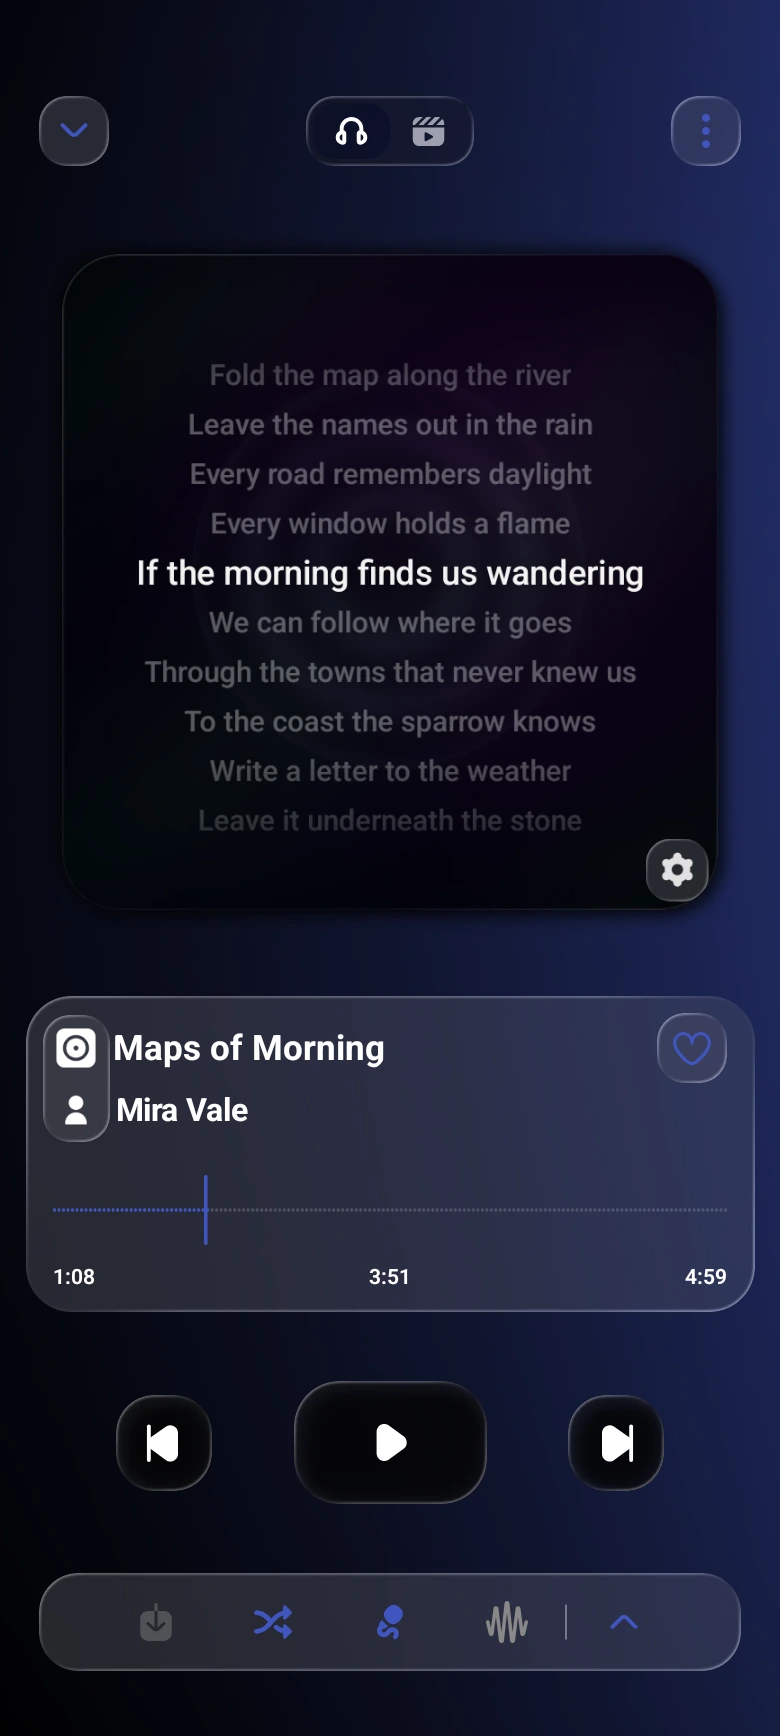 Fold the map along the river
Leave the names out in the rain
Every road remembers daylight
Every window holds a flame
If the morning finds us wandering
We can follow where it goes
Through the towns that never knew us
To the coast the sparrow knows
Write a letter to the weather
Leave it underneath the stone
Maps of Morning
Mira Vale
1:08 3:51 4:59